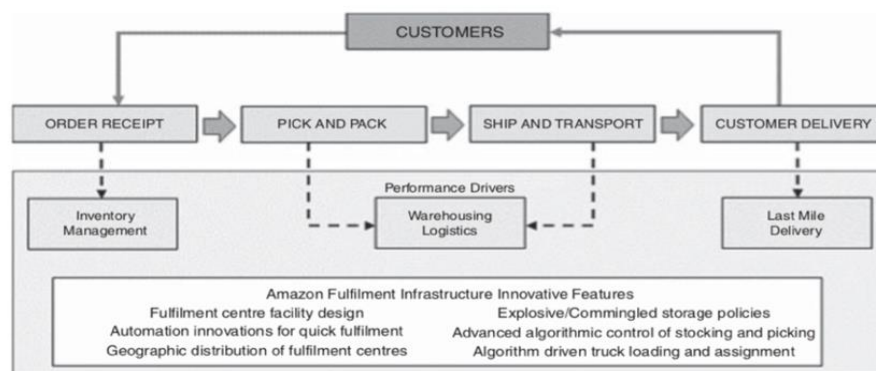 CUSTOMERS
ORDER RECEIPT
PICK AND PACK
SHIP AND TRANSPORT
CUSTOMER DELIVERY
Performance Drivers
Inventory
Management
Warehousing
Logistics
Last Mile
Delivery
Amazon Fulfilment Infrastructure Innovative Features
Fulfilment centre facility design
Automation innovations for quick fulfilment
Geographic distribution of fulfilment centres
Explosive/Commingled storage policies
Advanced algorithmic control of stocking and picking
Algorithm driven truck loading and assignment